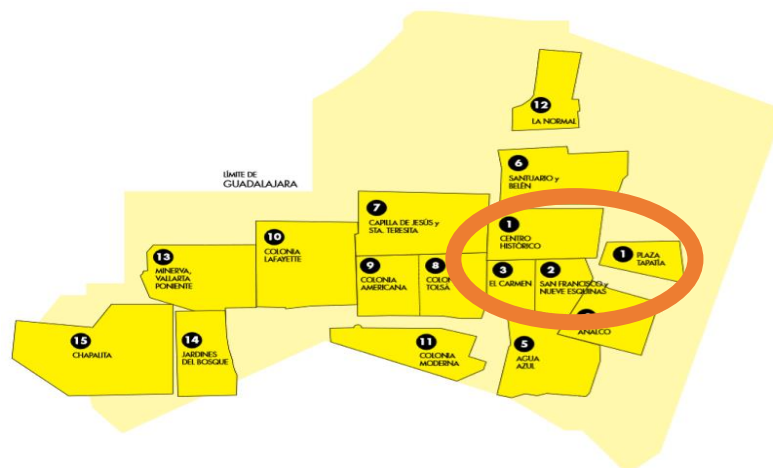 12
LA NORMAL
6
SANTUARIO y
BELÉN
LÍMITE DE
GUADALAJARA
7
CAPILLA DE JESÚS y
STA. TERESITA
1
CENTRO
HISTÓRICO
1
PLAZA
TAPATÍA
10
COLONIA
LAFAYETTE
13
MINERVA,
VALLARTA
PONIENTE
9
COLONIA
AMERICANA
8
TOLSA
3
EL CARMEN
2
SAN FRANCISCO y
NUEVE ESQUINAS
ANALCO
15
CHAPALITA
14
JARDINES
DEL BOSQUE
11
COLONIA
MODERNA
5
AGUA
AZUL